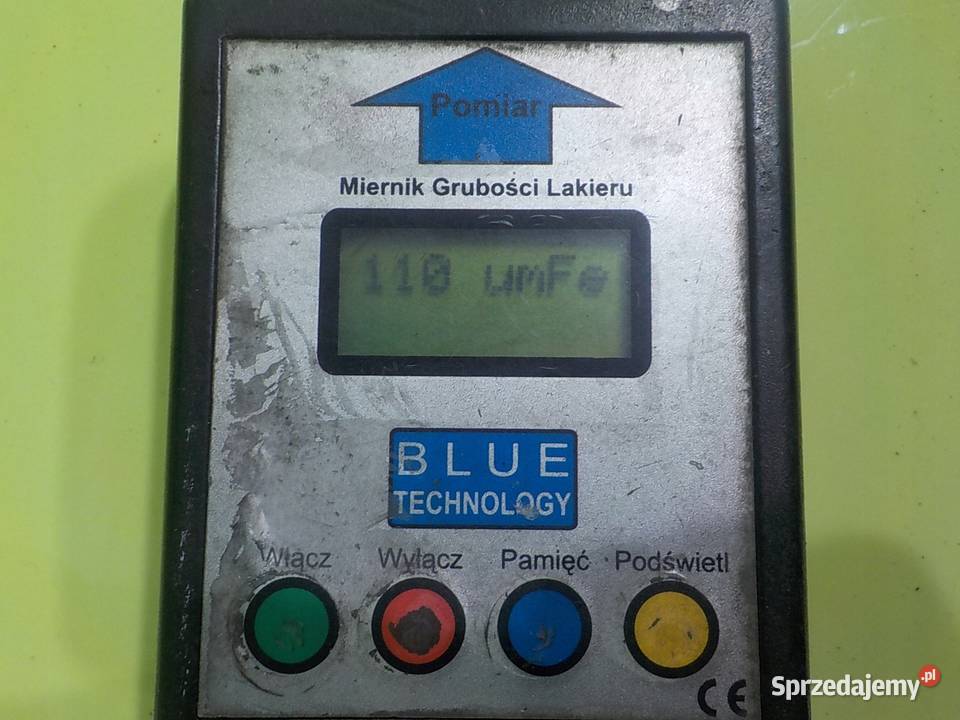 Pomiar
Miernik Grubości Lakieru
110 umFe
BLUE
TECHNOLOGY
Włącz Wyłącz Pamięć Podświetl
CE
Sprzedajemy.pl